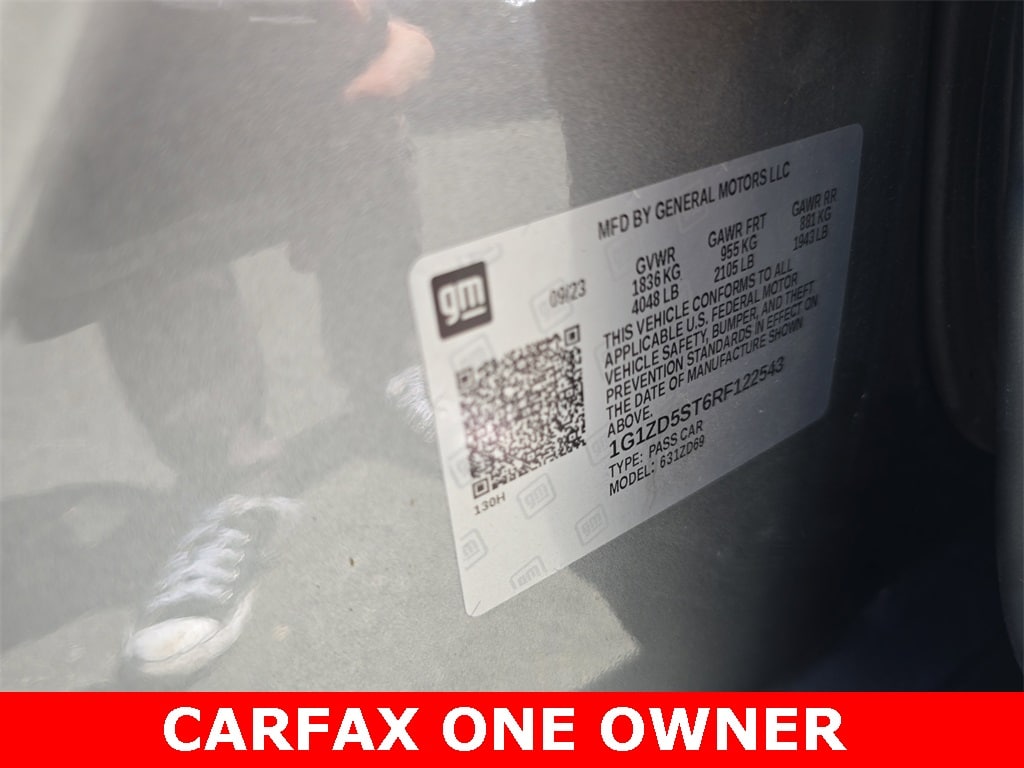 MFD BY GENERAL MOTORS LLC
gm
09/23
GVWR GAWR FRT GAWR RR
1836 KG 955 KG 881 KG
4048 LB 2105 LB 1943 LB
THIS VEHICLE CONFORMS TO ALL
APPLICABLE U.S. FEDERAL MOTOR
VEHICLE SAFETY, BUMPER, AND THEFT
PREVENTION STANDARDS IN EFFECT ON
THE DATE OF MANUFACTURE SHOWN
ABOVE.
1G1ZD5ST6RF122543
TYPE: PASS CAR
MODEL: 631ZD69
130H
CARFAX ONE OWNER